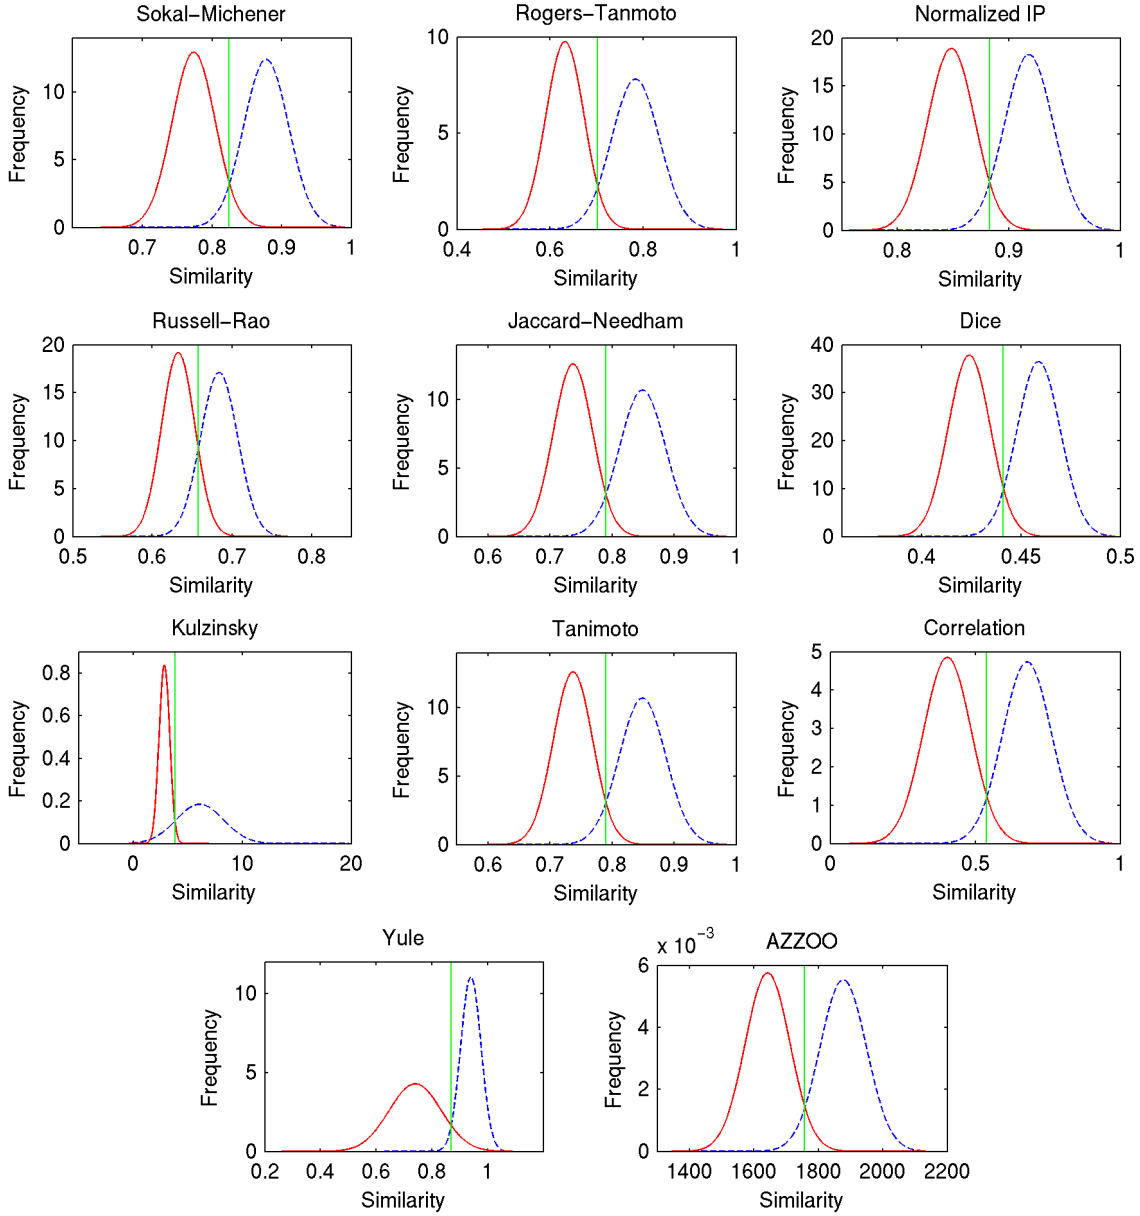 Sokal-Michener
Frequency
10
5
0
0.7 0.8 0.9 1
Similarity
Rogers-Tanmoto
Frequency
10
8
6
4
2
0
0.4 0.6 0.8 1
Similarity
Normalized IP
Frequency
20
15
10
5
0
0.8 0.9 1
Similarity
Russell-Rao
Frequency
20
15
10
5
0
0.5 0.6 0.7 0.8
Similarity
Jaccard-Needham
Frequency
10
5
0
0.6 0.7 0.8 0.9 1
Similarity
Dice
Frequency
40
30
20
10
0
0.4 0.45 0.5
Similarity
Kulzinsky
Frequency
0.8
0.6
0.4
0.2
0
0 10 20
Similarity
Tanimoto
Frequency
10
5
0
0.6 0.7 0.8 0.9 1
Similarity
Correlation
Frequency
5
4
3
2
1
0
0 0.5 1
Similarity
Yule
Frequency
10
5
0
0.2 0.4 0.6 0.8 1
Similarity
x 10⁻³
AZZOO
Frequency
6
4
2
0
1400 1600 1800 2000 2200
Similarity